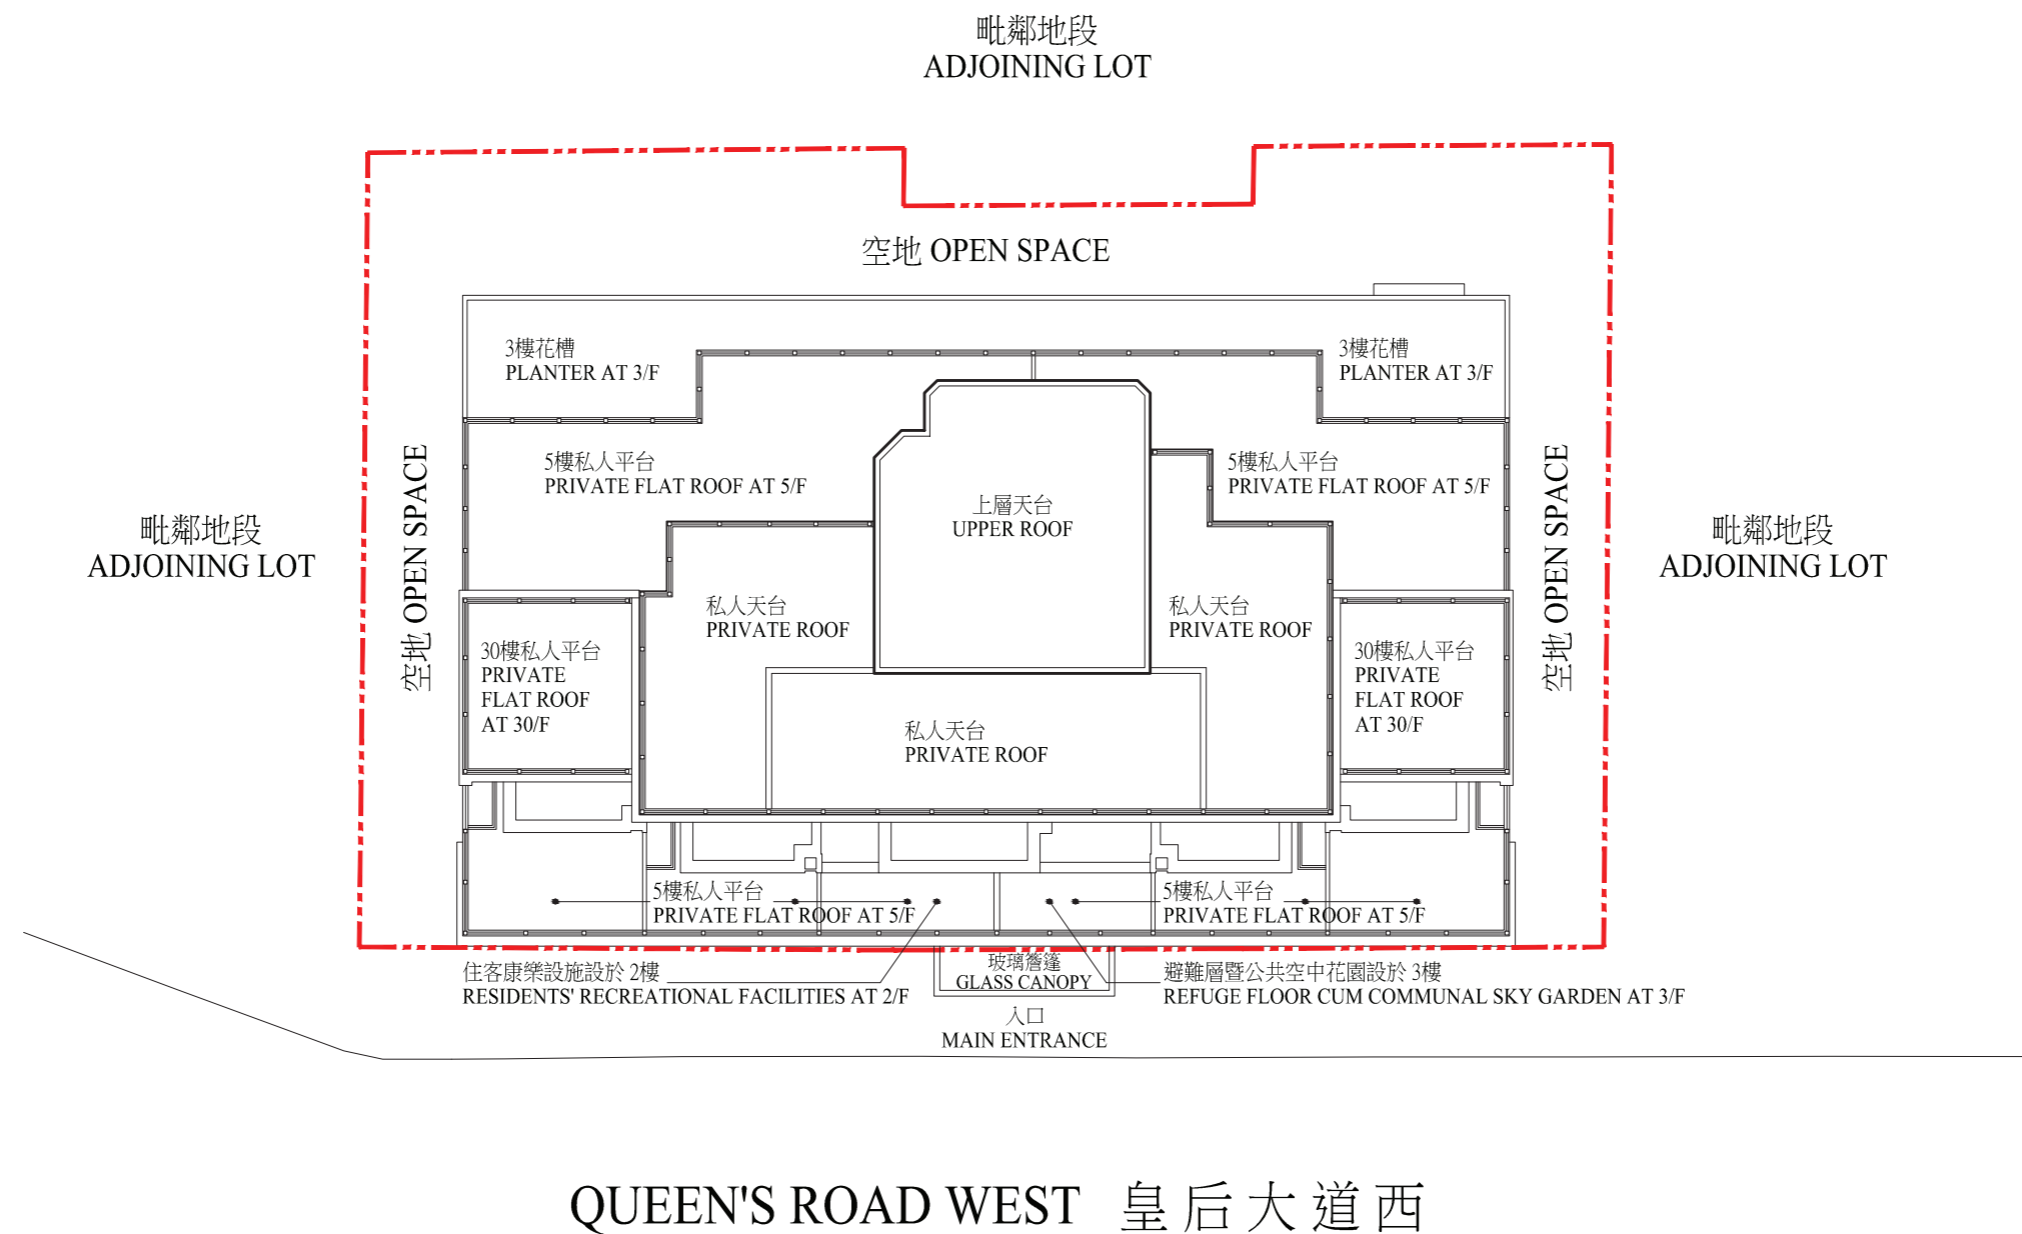 毗鄰地段
ADJOINING LOT
空地 OPEN SPACE
3樓花槽
PLANTER AT 3/F
3樓花槽
PLANTER AT 3/F
5樓私人平台
PRIVATE FLAT ROOF AT 5/F
5樓私人平台
PRIVATE FLAT ROOF AT 5/F
上層天台
UPPER ROOF
毗鄰地段
ADJOINING LOT
空地 OPEN SPACE
空地 OPEN SPACE
毗鄰地段
ADJOINING LOT
私人天台
PRIVATE ROOF
私人天台
PRIVATE ROOF
30樓私人平台
PRIVATE
FLAT ROOF
AT 30/F
30樓私人平台
PRIVATE
FLAT ROOF
AT 30/F
私人天台
PRIVATE ROOF
5樓私人平台
PRIVATE FLAT ROOF AT 5/F
5樓私人平台
PRIVATE FLAT ROOF AT 5/F
住客康樂設施設於 2樓
RESIDENTS' RECREATIONAL FACILITIES AT 2/F
玻璃簷篷
GLASS CANOPY
避難層暨公共空中花園設於 3樓
REFUGE FLOOR CUM COMMUNAL SKY GARDEN AT 3/F
入口
MAIN ENTRANCE
QUEEN'S ROAD WEST 皇后大道西